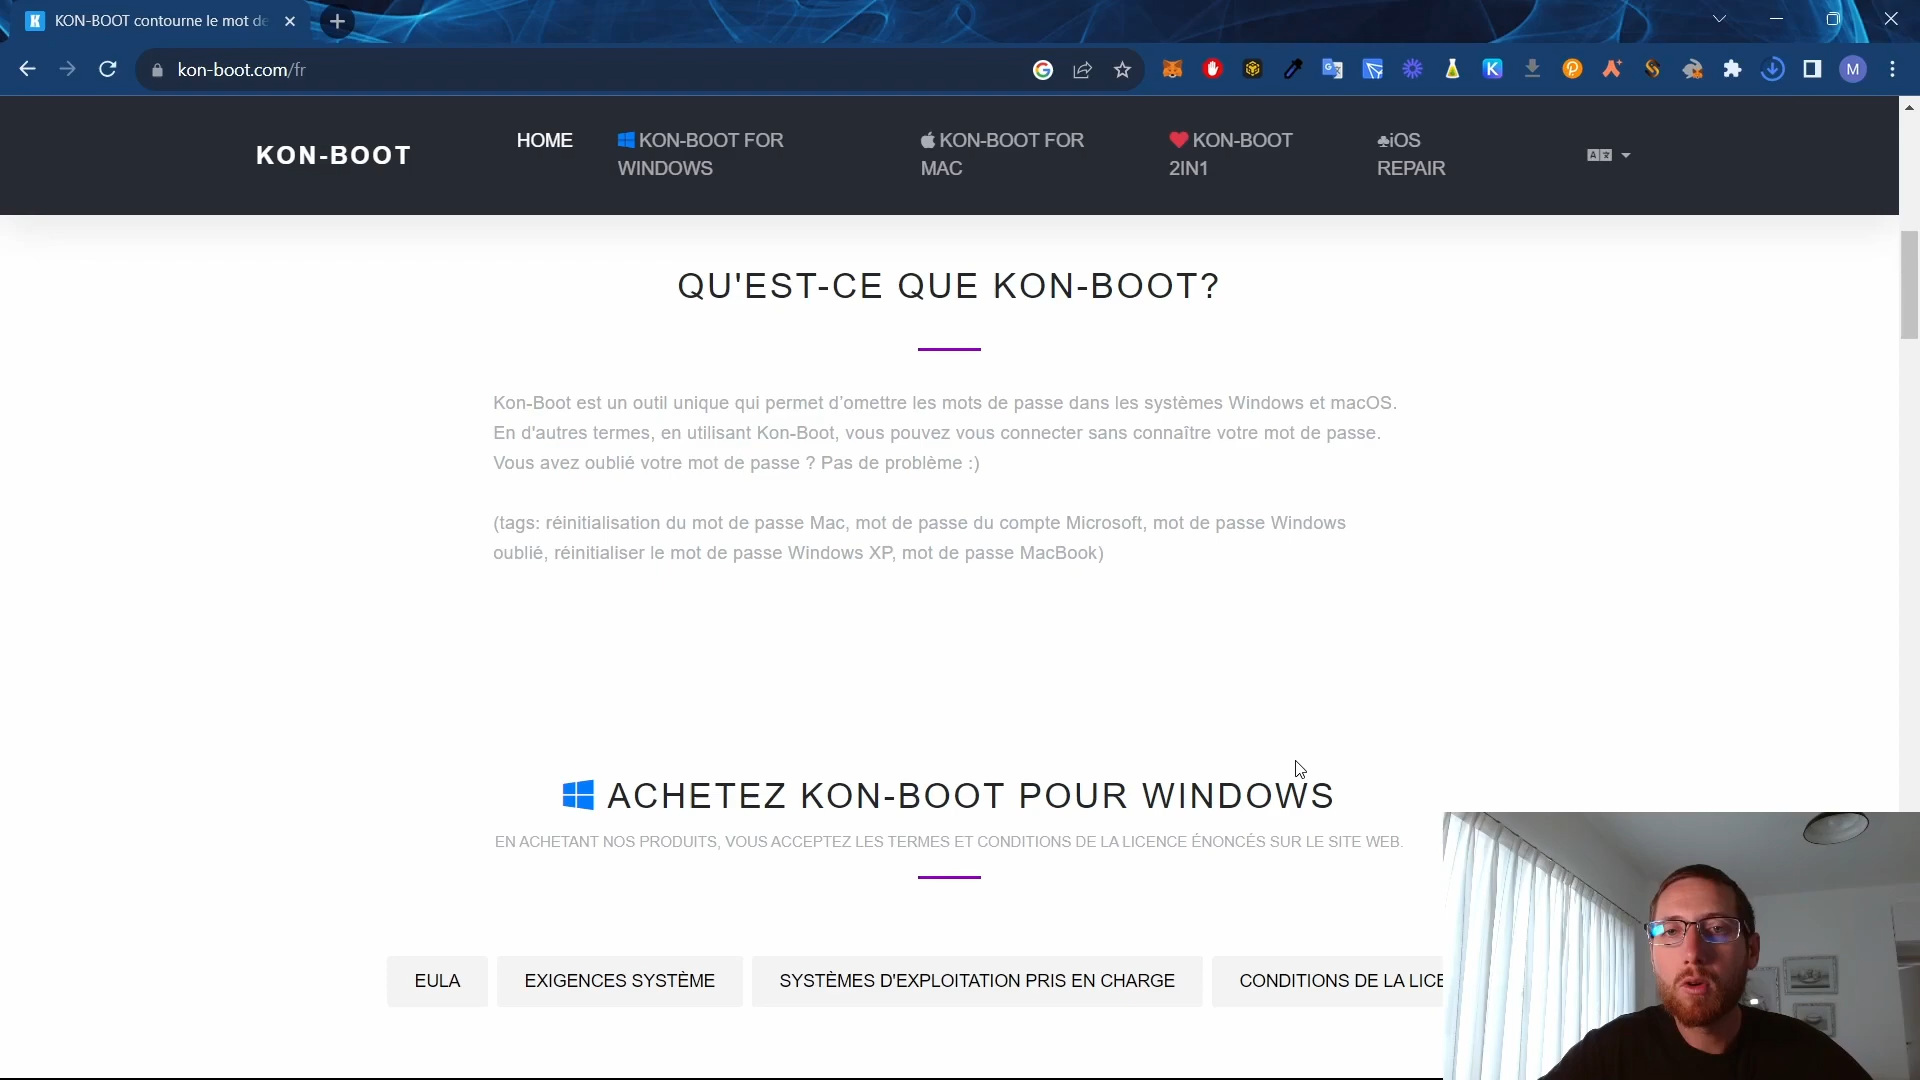 KON-BOOT contourne le mot de
kon-boot.com/fr
M
KON-BOOT
HOME
KON-BOOT FOR
WINDOWS
KON-BOOT FOR
MAC
KON-BOOT
2IN1
iOS
REPAIR
QU'EST-CE QUE KON-BOOT?
Kon-Boot est un outil unique qui permet d’omettre les mots de passe dans les systèmes Windows et macOS.
En d'autres termes, en utilisant Kon-Boot, vous pouvez vous connecter sans connaître votre mot de passe.
Vous avez oublié votre mot de passe ? Pas de problème :)
(tags: réinitialisation du mot de passe Mac, mot de passe du compte Microsoft, mot de passe Windows
oublié, réinitialiser le mot de passe Windows XP, mot de passe MacBook)
ACHETEZ KON-BOOT POUR WINDOWS
EN ACHETANT NOS PRODUITS, VOUS ACCEPTEZ LES TERMES ET CONDITIONS DE LA LICENCE ÉNONCÉS SUR LE SITE WEB.
EULA
EXIGENCES SYSTÈME
SYSTÈMES D'EXPLOITATION PRIS EN CHARGE
CONDITIONS DE LA LICE